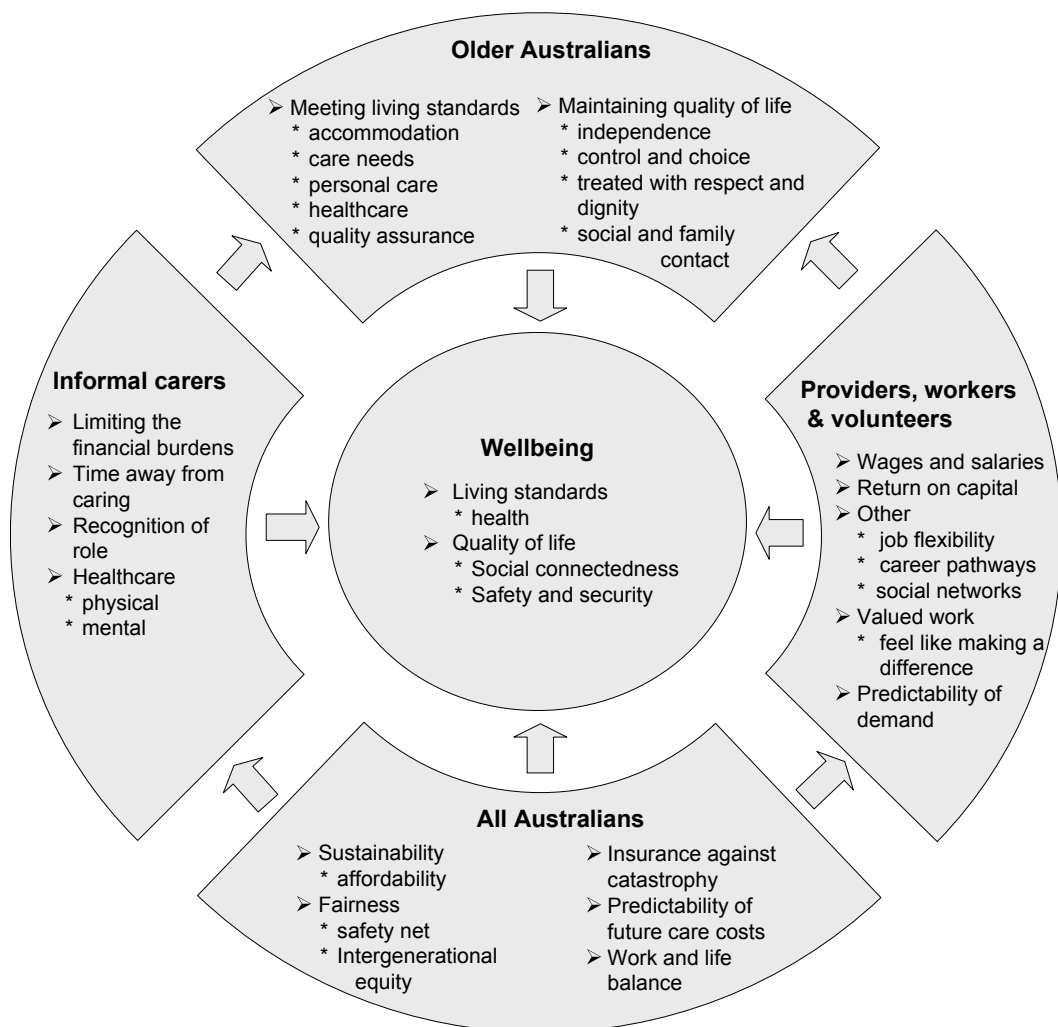 Older Australians
➢ Meeting living standards
* accommodation
* care needs
* personal care
* healthcare
* quality assurance
➢ Maintaining quality of life
* independence
* control and choice
* treated with respect and
dignity
* social and family
contact
Informal carers
➢ Limiting the
financial burdens
➢ Time away from
caring
➢ Recognition of
role
➢ Healthcare
* physical
* mental
Wellbeing
➢ Living standards
* health
➢ Quality of life
* Social connectedness
* Safety and security
Providers, workers
& volunteers
➢ Wages and salaries
➢ Return on capital
➢ Other
* job flexibility
* career pathways
* social networks
➢ Valued work
* feel like making a
difference
➢ Predictability of
demand
All Australians
➢ Sustainability
* affordability
➢ Fairness
* safety net
* Intergenerational
equity
➢ Insurance against
catastrophy
➢ Predictability of
future care costs
➢ Work and life
balance